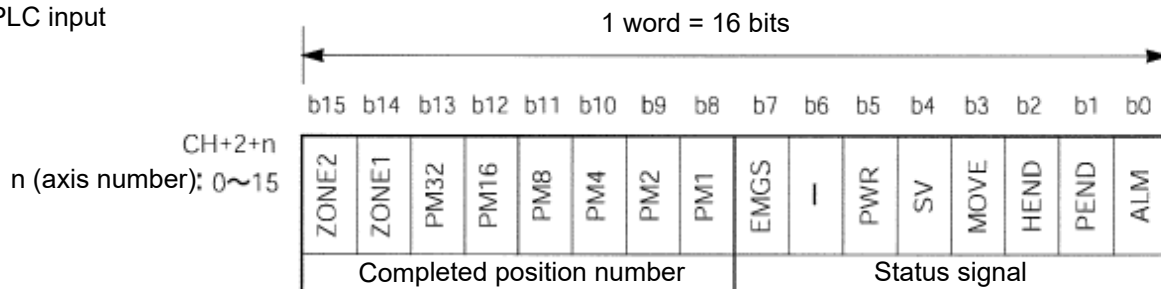 PLC input
1 word = 16 bits
b15 b14 b13 b12 b11 b10 b9 b8 b7 b6 b5 b4 b3 b2 b1 b0
CH+2+n
n (axis number): 0~15
ZONE2 ZONE1 PM32 PM16 PM8 PM4 PM2 PM1 EMGS — PWR SV MOVE HEND PEND ALM
Completed position number Status signal